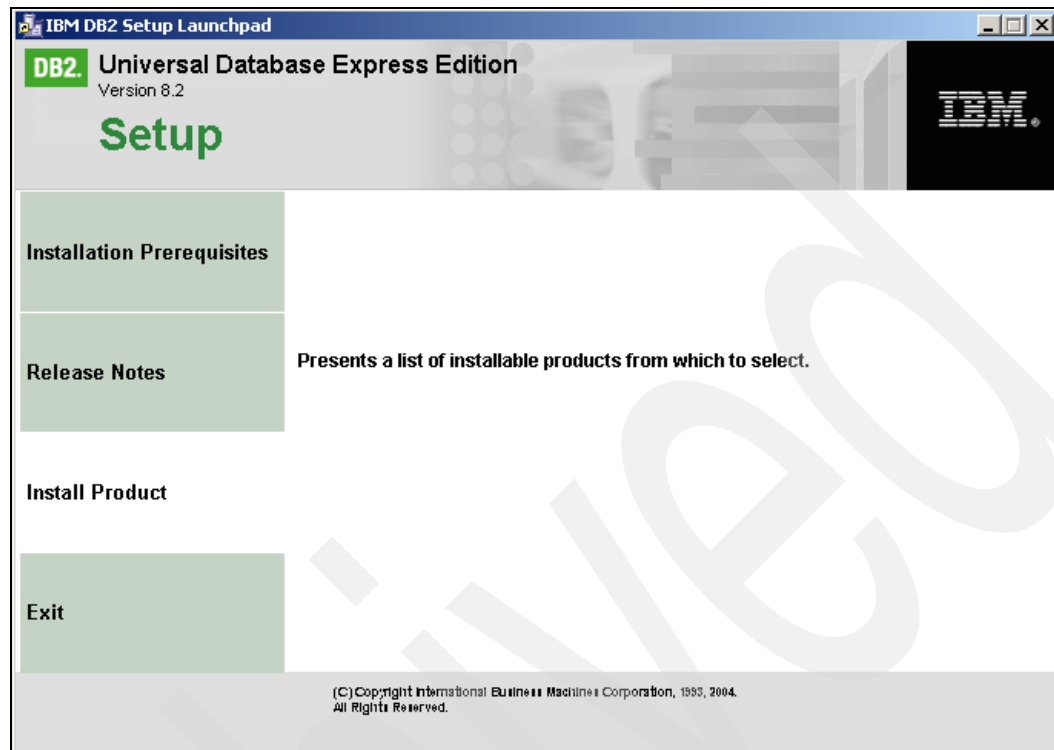 IBM DB2 Setup Launchpad
DB2. Universal Database Express Edition
Version 8.2
Setup
IBM®
Installation Prerequisites
Release Notes
Presents a list of installable products from which to select.
Install Product
Exit
(C) Copyright International Business Machines Corporation, 1993, 2004.
All Rights Reserved.